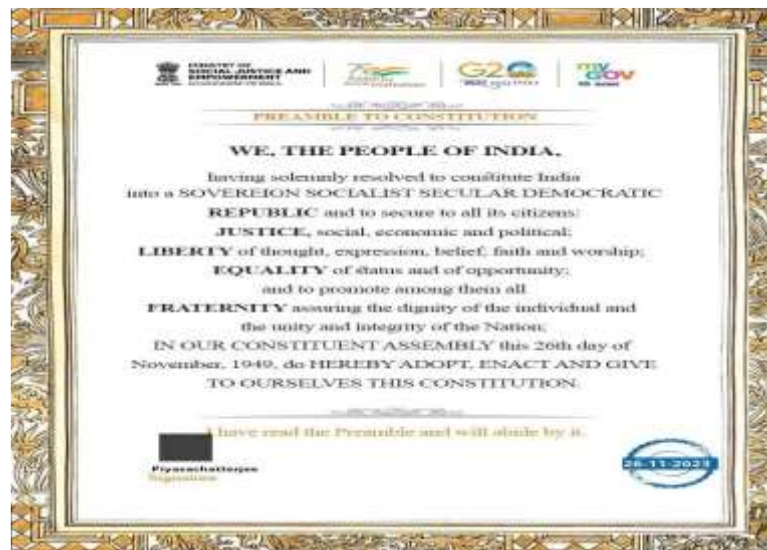 MINISTRY OF
SOCIAL JUSTICE AND
EMPOWERMENT
G20
my
GOV
PREAMBLE TO CONSTITUTION
WE, THE PEOPLE OF INDIA,
having solemnly resolved to constitute India
into a SOVEREION SOCIALIST SECULAR DEMOCRATIC
REPUBLIC and to secure to all its citizens:
JUSTICE, social, economic and political;
LIBERTY of thought, expression, belief, faith and worship;
EQUALITY of status and of opportunity;
and to promote among them all
FRATERNITY assuring the dignity of the individual and
the unity and integrity of the Nation;
IN OUR CONSTITUENT ASSEMBLY this 26th day of
November, 1949, do HEREBY ADOPT, ENACT AND GIVE
TO OURSELVES THIS CONSTITUTION.
I have read the Preamble and will abide by it.
Piyasachatterjee
Signature
26-11-2023